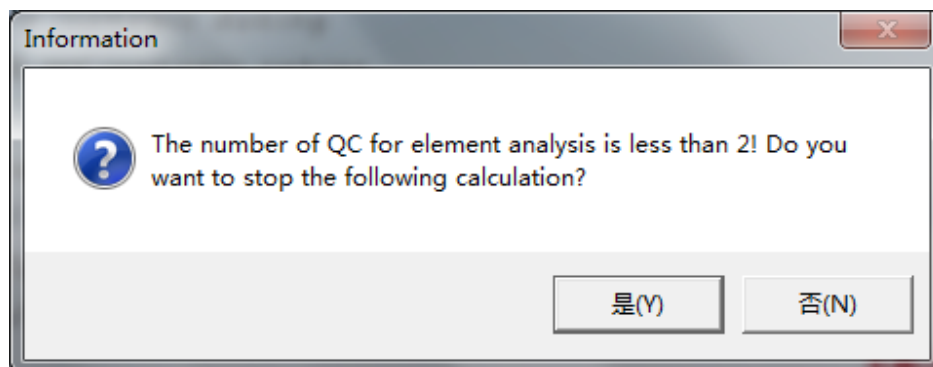 Information
The number of QC for element analysis is less than 2! Do you
want to stop the following calculation?
是(Y)
否(N)